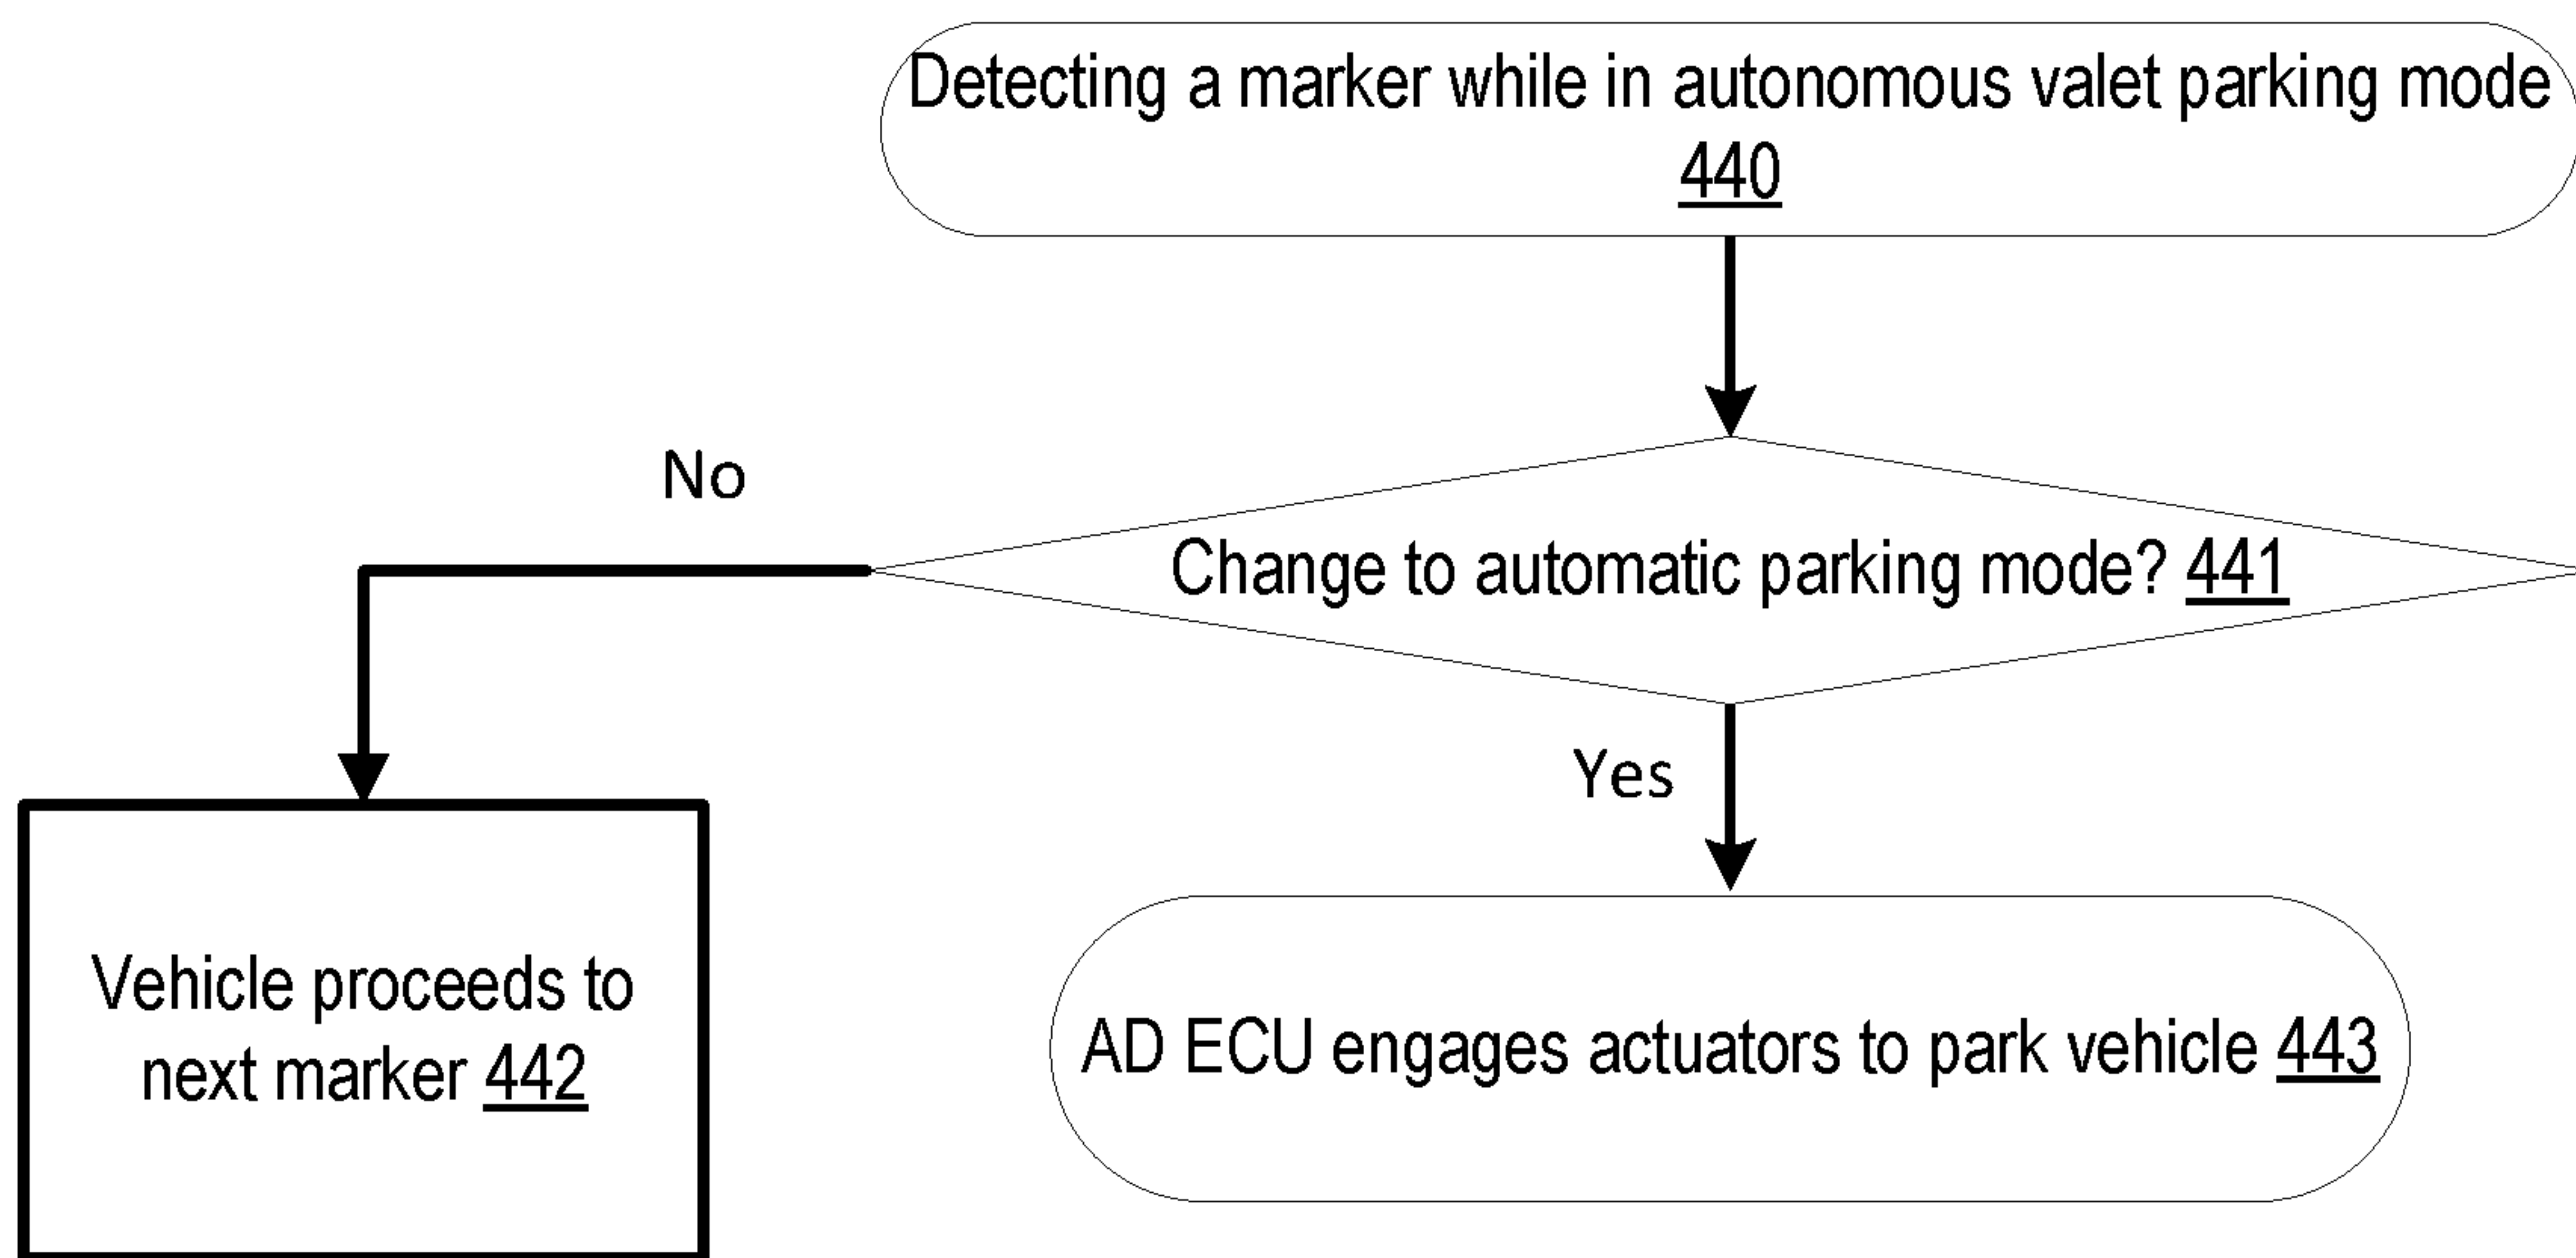 Detecting a marker while in autonomous valet parking mode
440
No
Change to automatic parking mode? 441
Yes
Vehicle proceeds to
next marker 442
AD ECU engages actuators to park vehicle 443